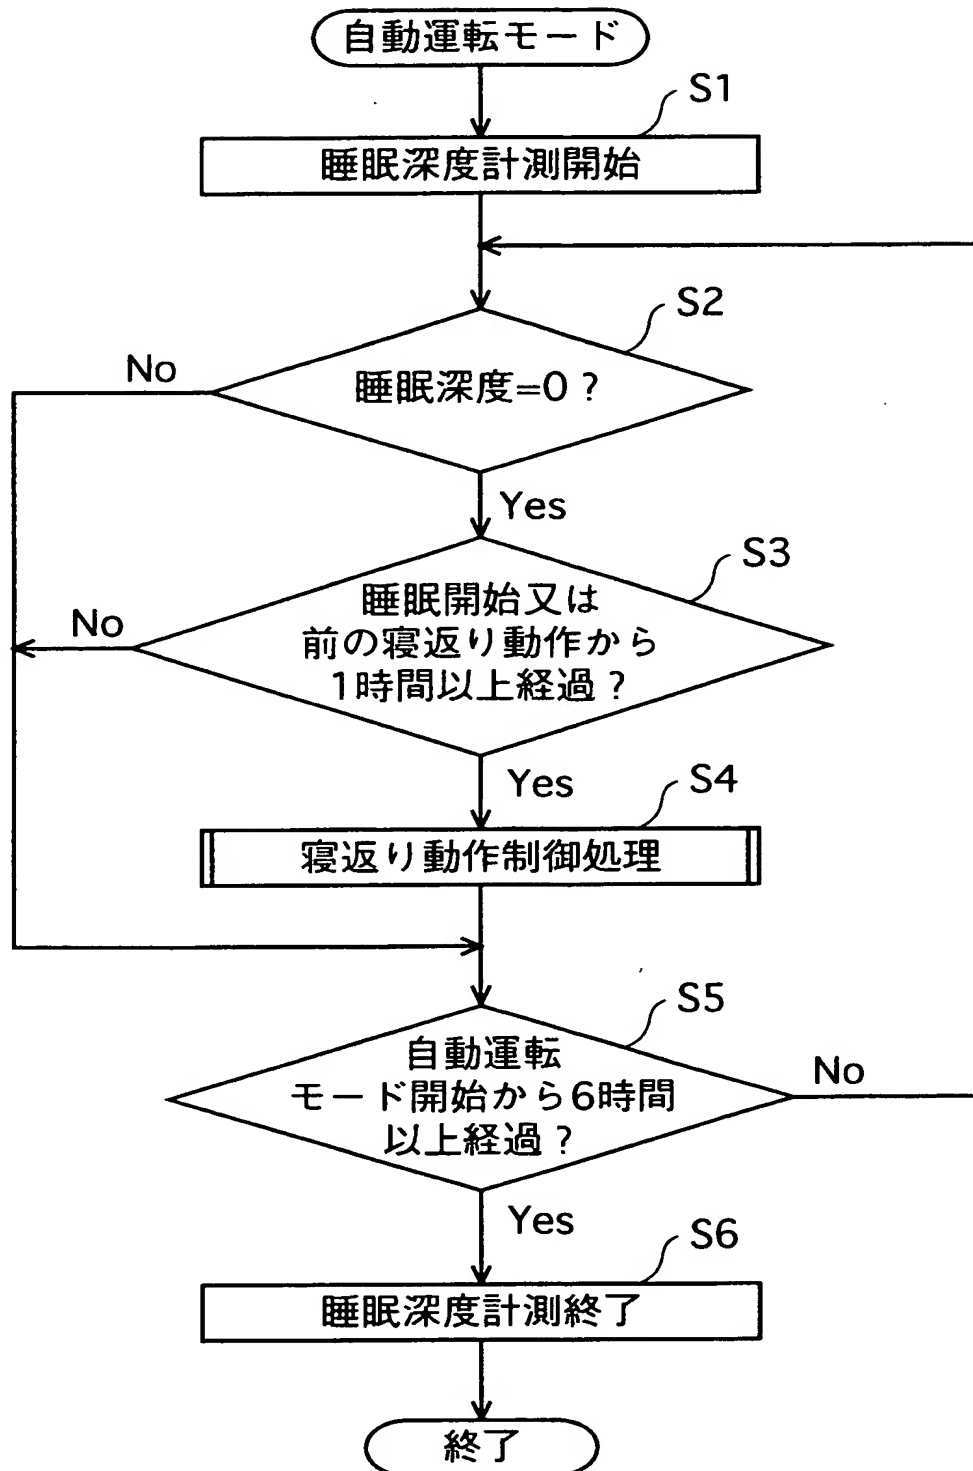 自動運転モード
S1
睡眠深度計測開始
S2
No
睡眠深度=0？
Yes
S3
睡眠開始又は
No
前の寝返り動作から
1時間以上経過？
Yes
S4
寝返り動作制御処理
S5
自動運転
No
モード開始から6時間
以上経過？
Yes
S6
睡眠深度計測終了
終了